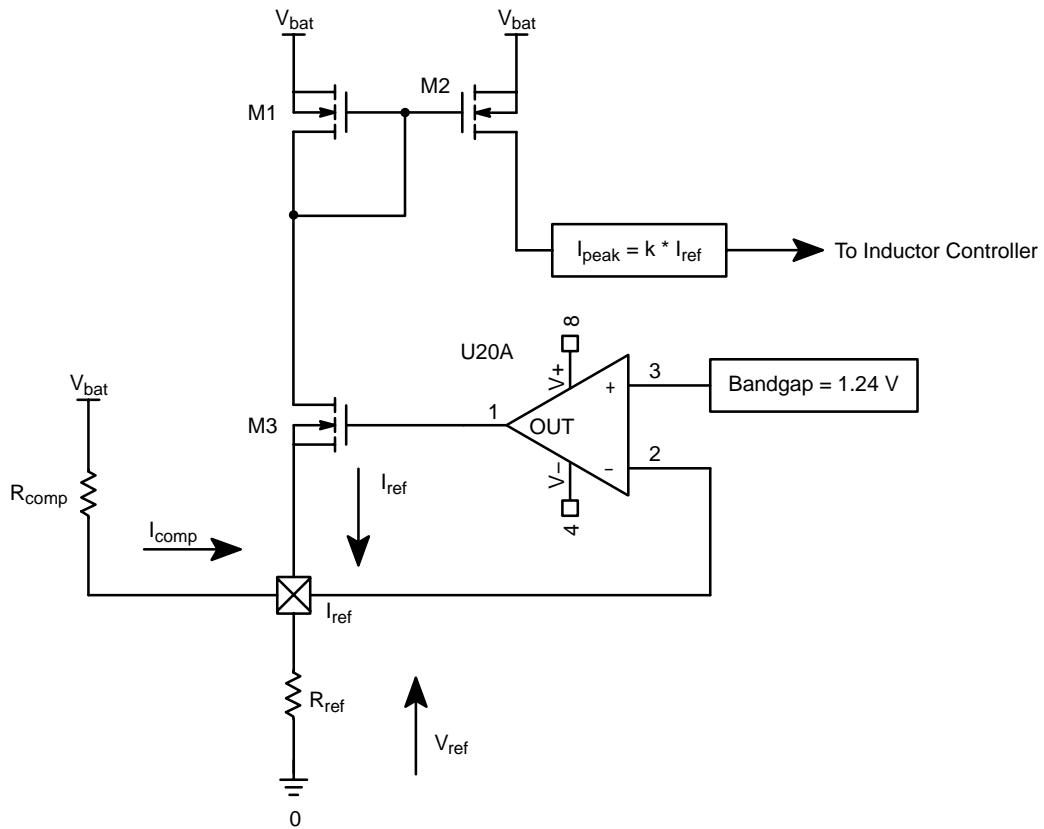 Vbat
Vbat
M1
M2
Ipeak = k * Iref
To Inductor Controller
U20A
8
V+
3
+
Bandgap = 1.24 V
Vbat
M3
1
OUT
2
−
V−
4
Rcomp
Iref
Icomp
Iref
Rref
Vref
0